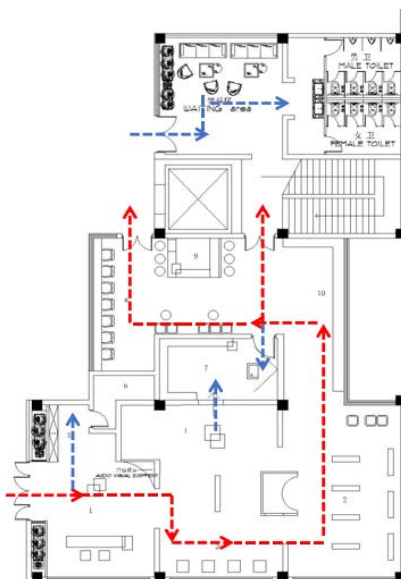 男 卫
MALE TOILET
WAITING area
女 卫
FEMALE TOILET
9
8
10
7
6
1
AUDIO VISUAL EQUIPMENT
2
1